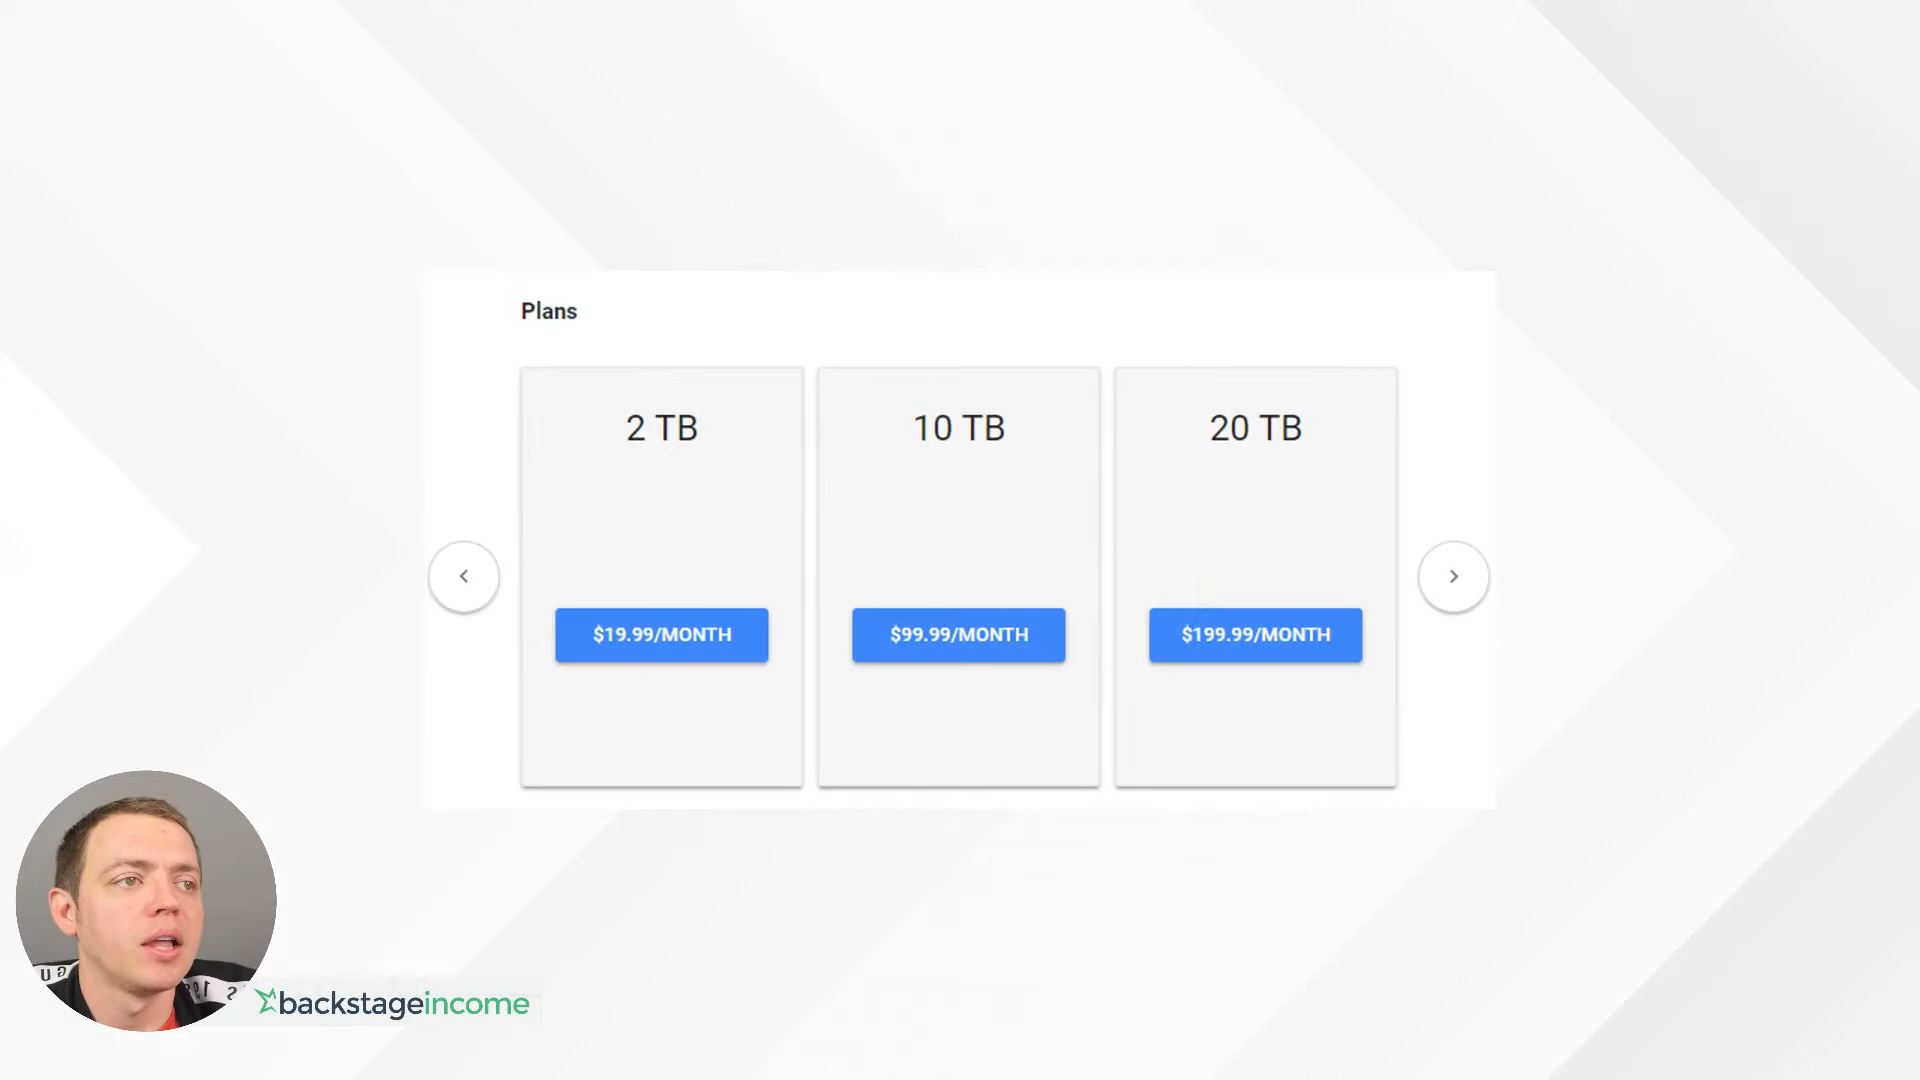 Plans
2 TB
10 TB
20 TB
$19.99/MONTH
$99.99/MONTH
$199.99/MONTH
backstageincome